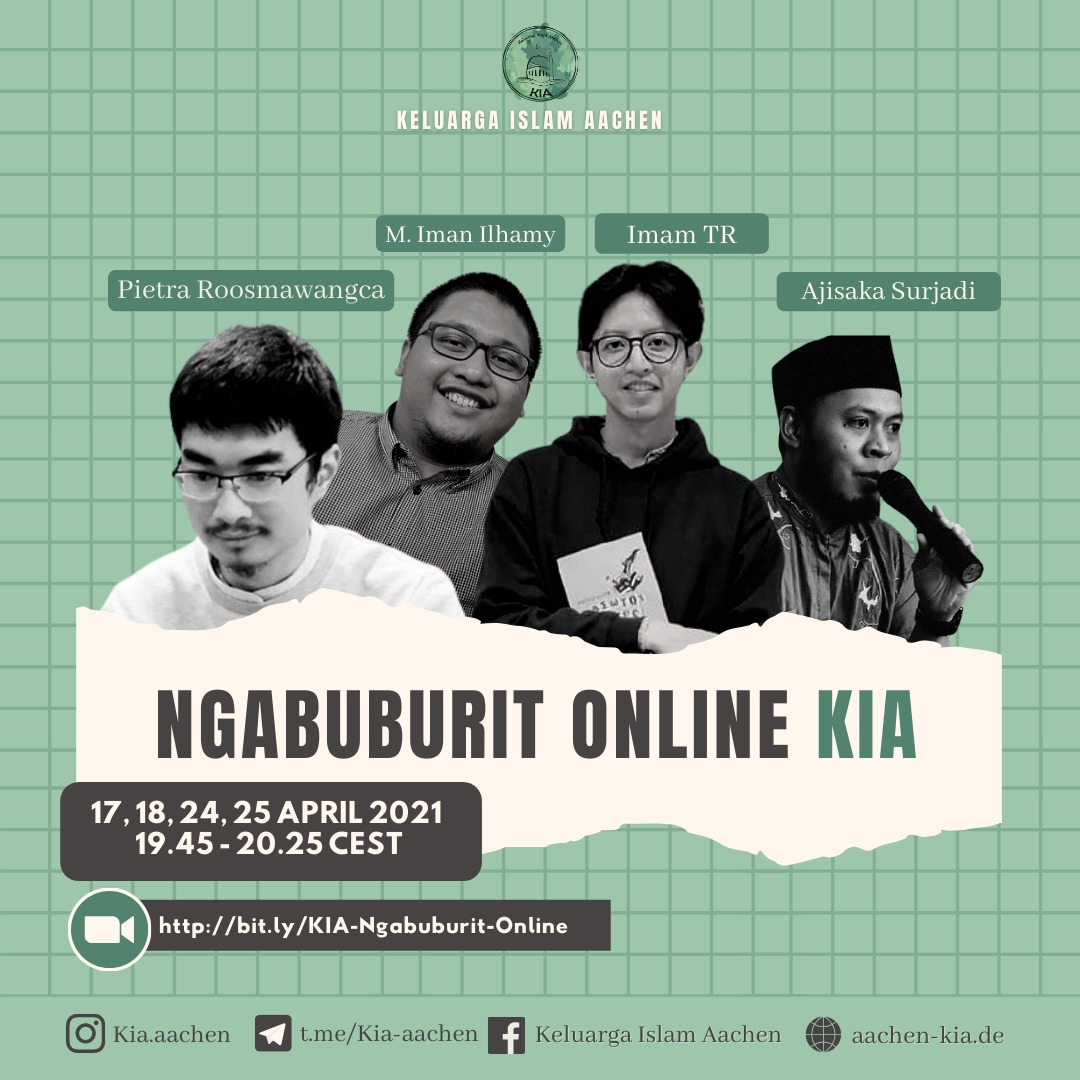 KIA
KELUARGA ISLAM AACHEN
M. Iman Ilhamy
Imam TR
Pietra Roosmawangca
Ajisaka Surjadi
NGABUBURIT ONLINE KIA
17, 18, 24, 25 APRIL 2021
19.45 - 20.25 CEST
http://bit.ly/KIA-Ngabuburit-Online
Kia.aachen
t.me/Kia-aachen
Keluarga Islam Aachen
aachen-kia.de